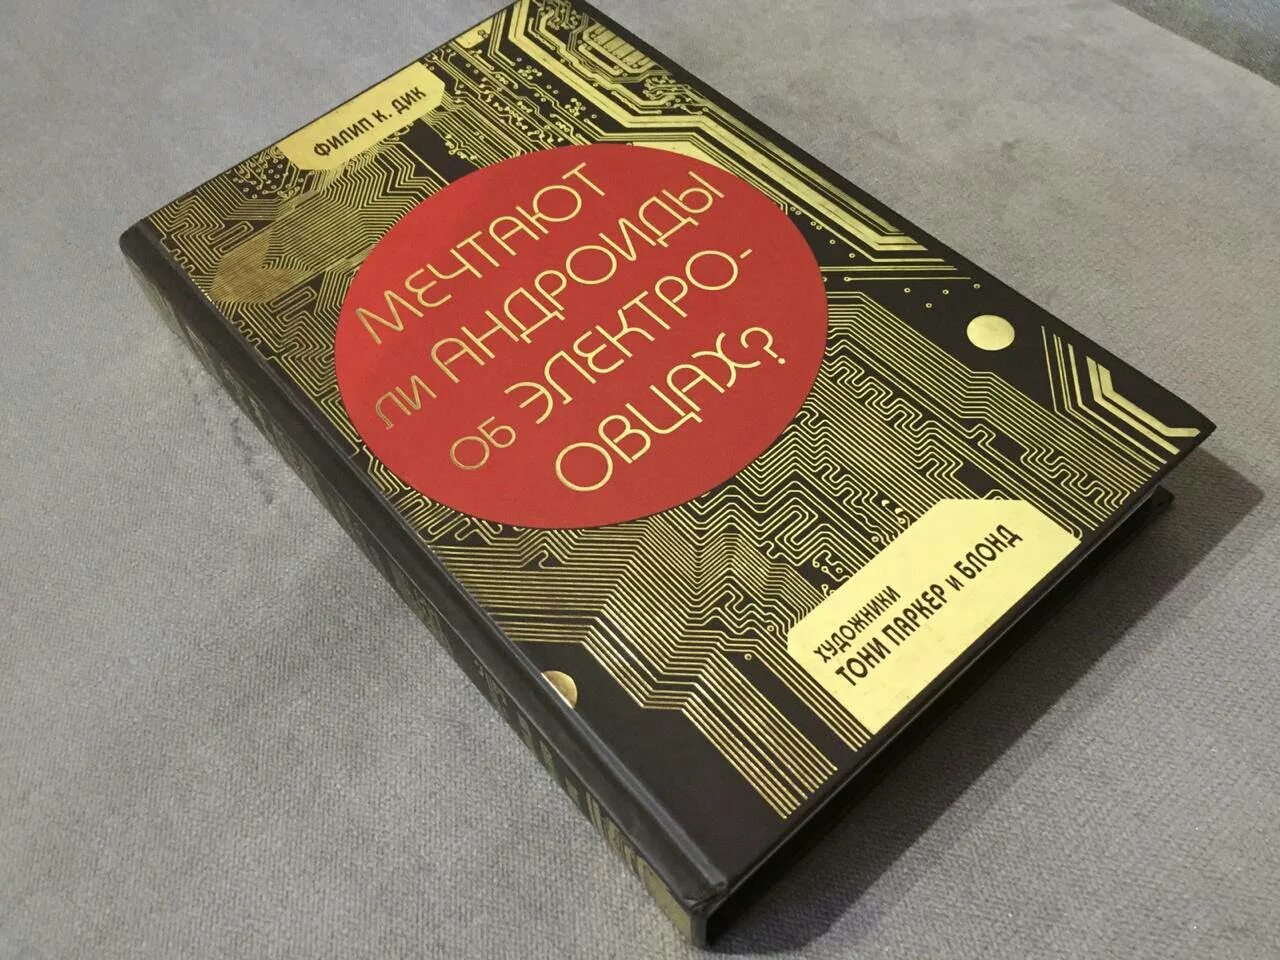 ФИЛИП К. ДИК
МЕЧТАЮТ
ЛИ АНДРОИДЫ
ОБ ЭЛЕКТРО-
ОВЦАХ?
ХУДОЖНИКИ
ТОНИ ПАРКЕР И БЛОНД